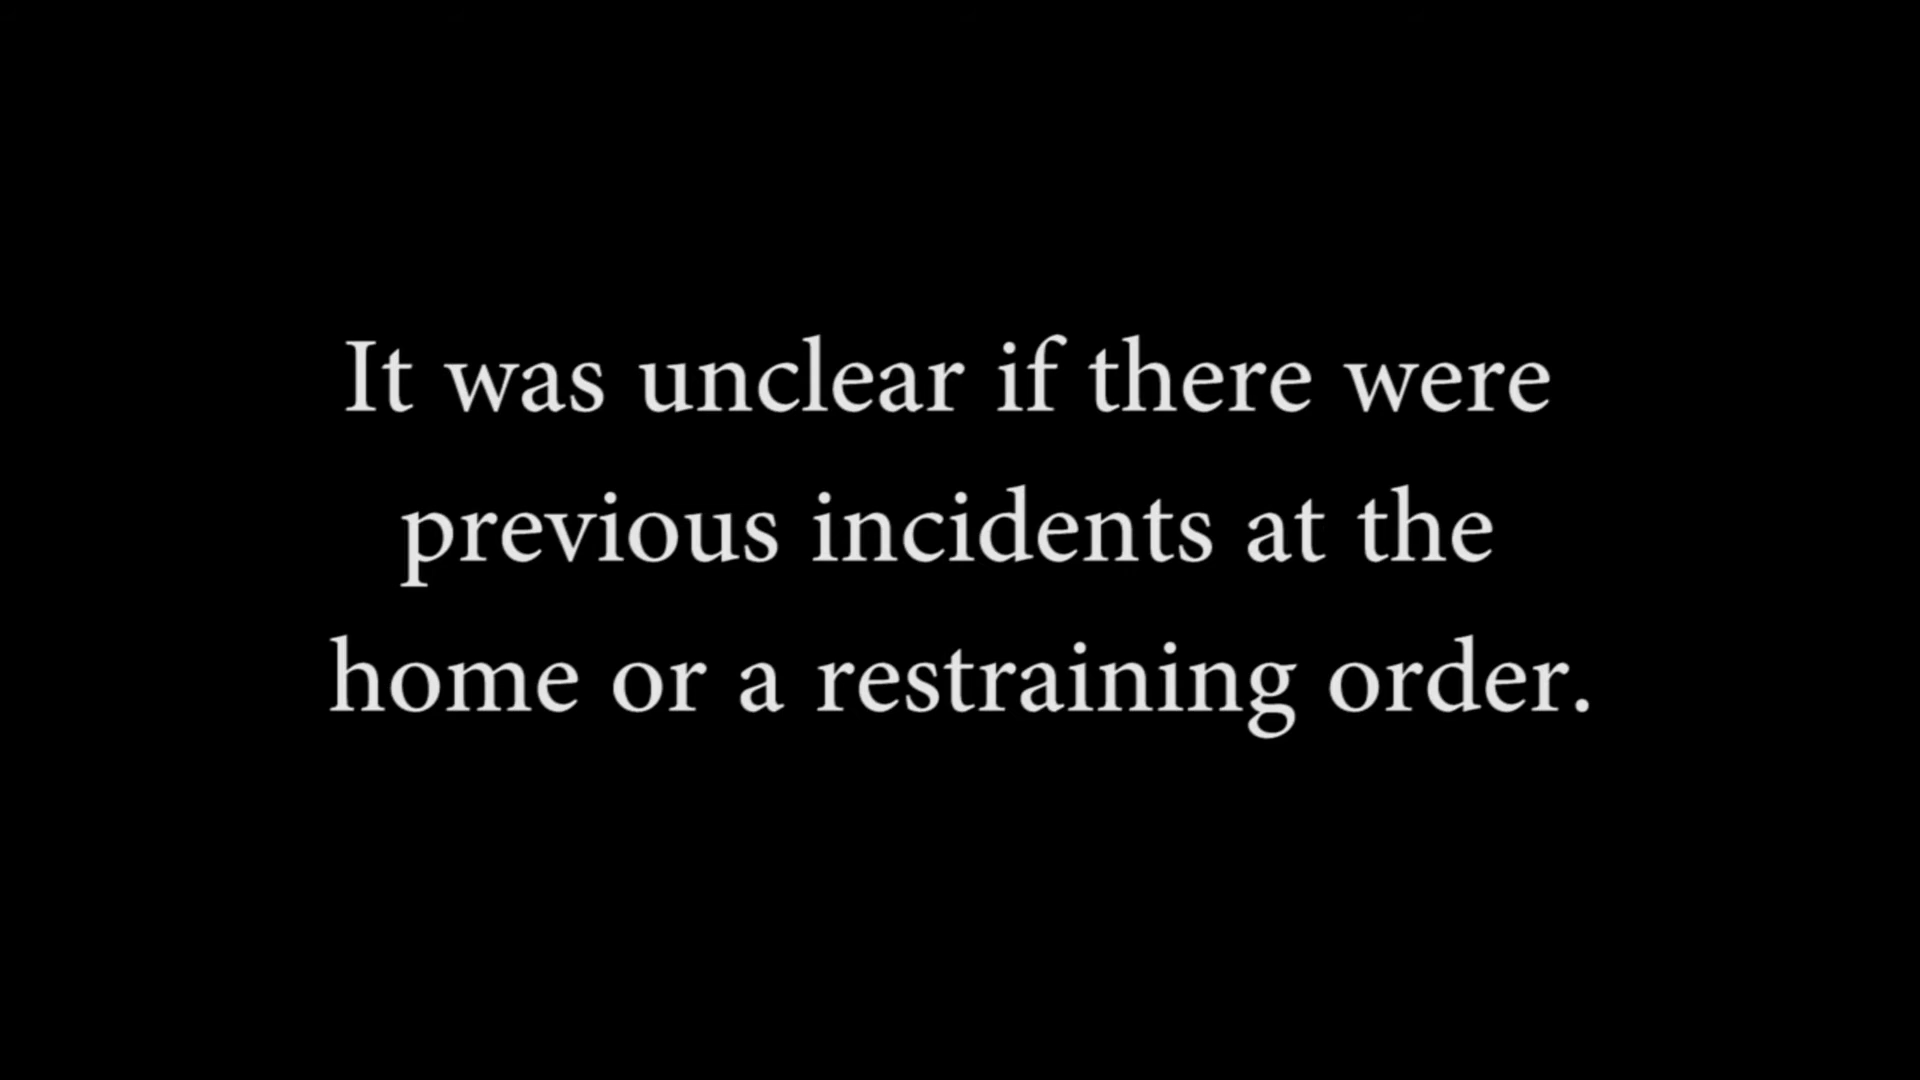 It was unclear if there were
previous incidents at the
home or a restraining order.